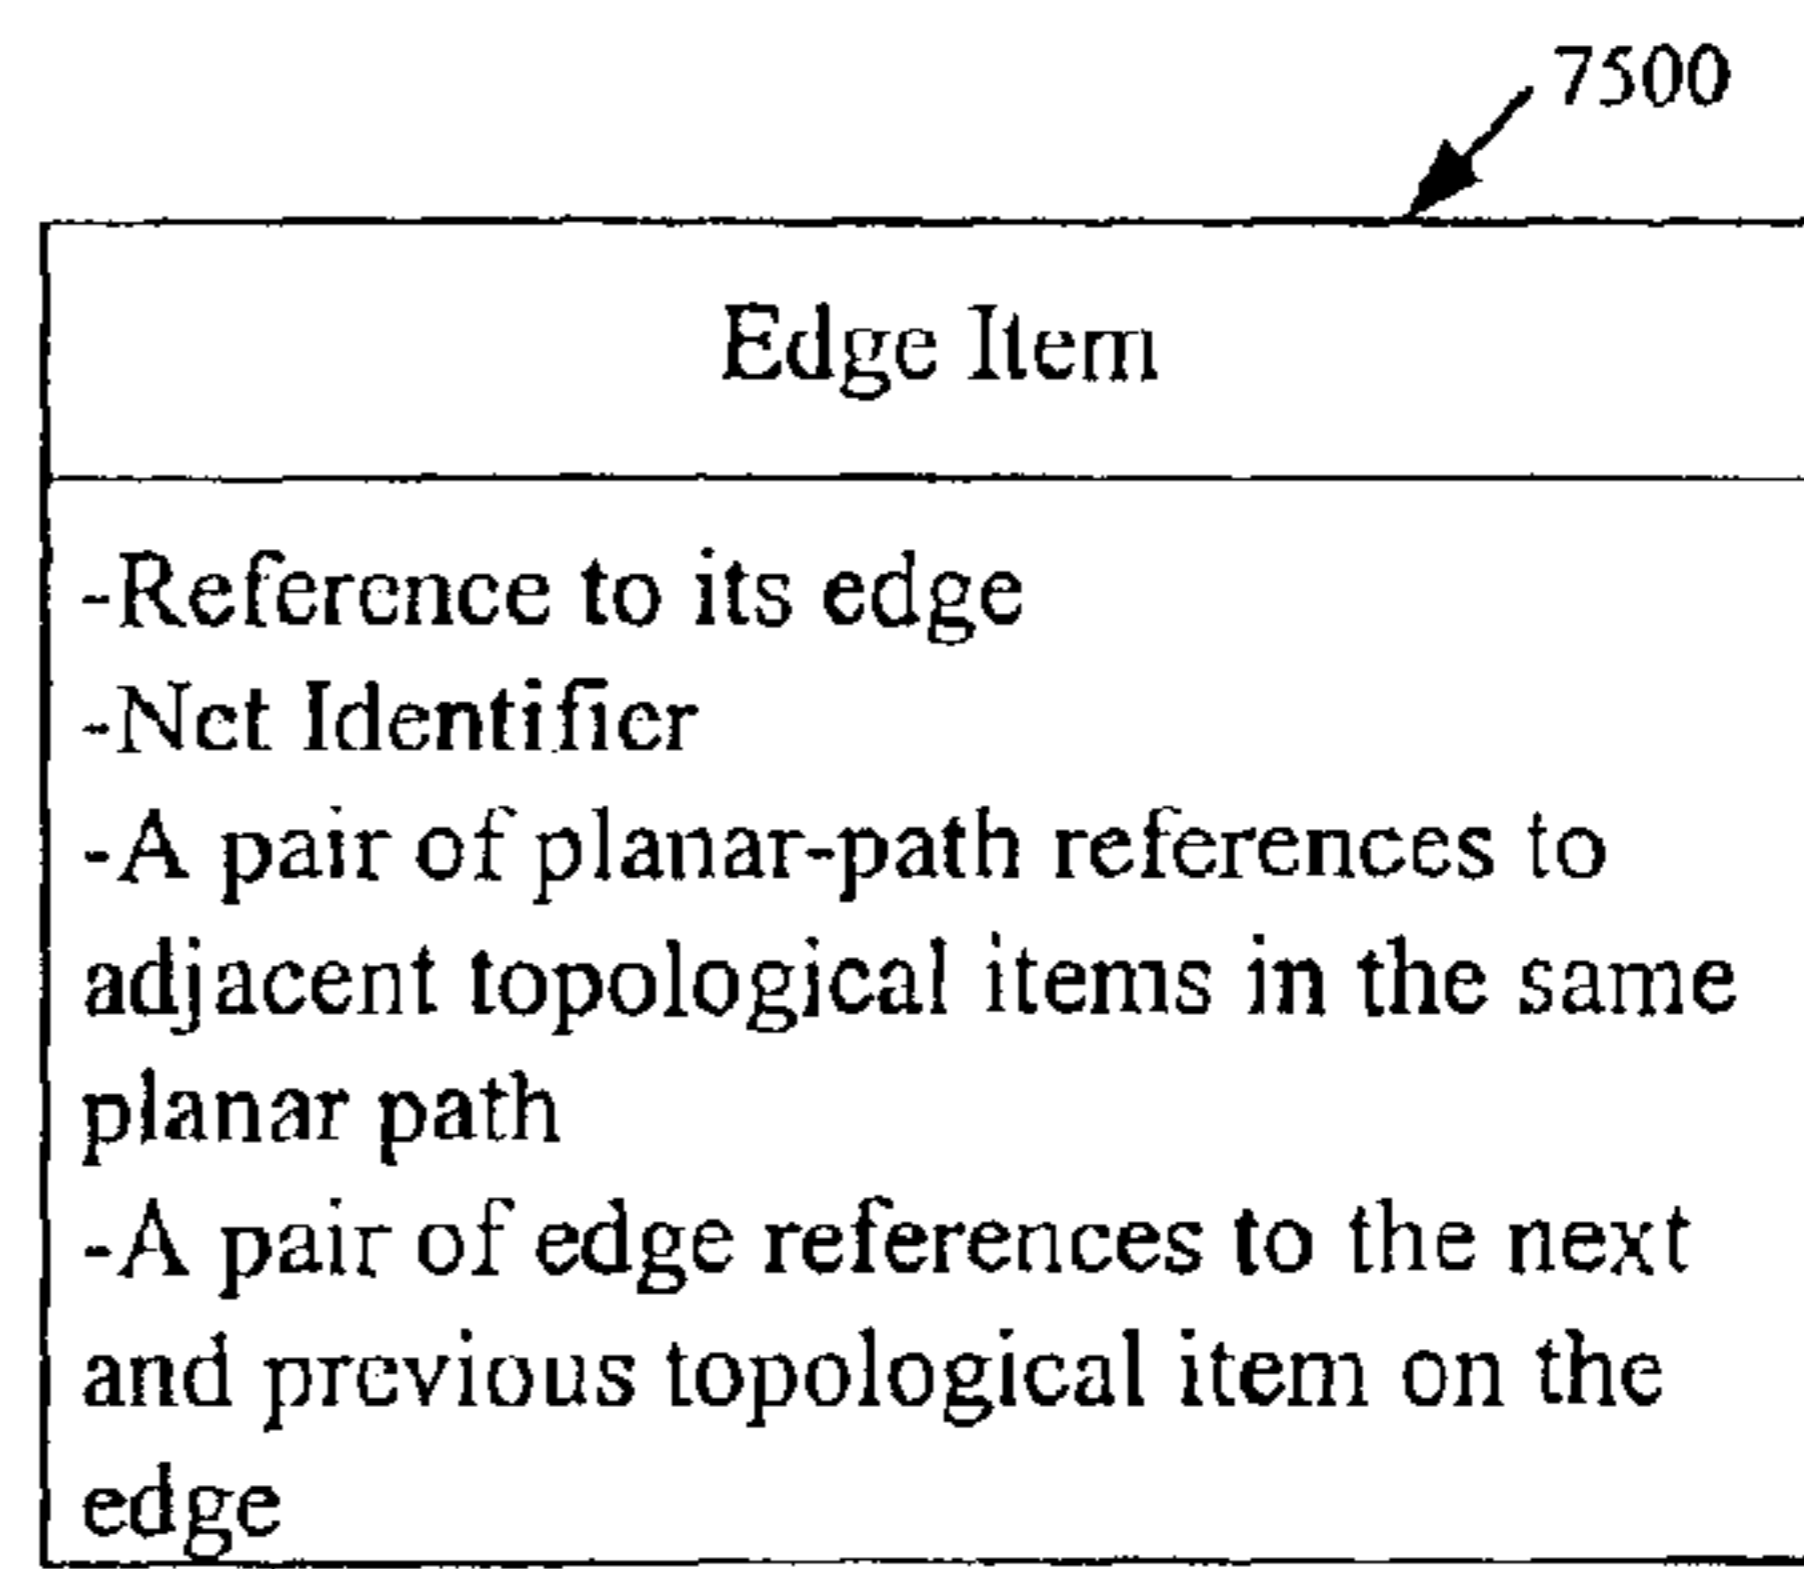 7500
Edge Item
-Reference to its edge
-Net Identifier
-A pair of planar-path references to
adjacent topological items in the same
planar path
-A pair of edge references to the next
and previous topological item on the
edge